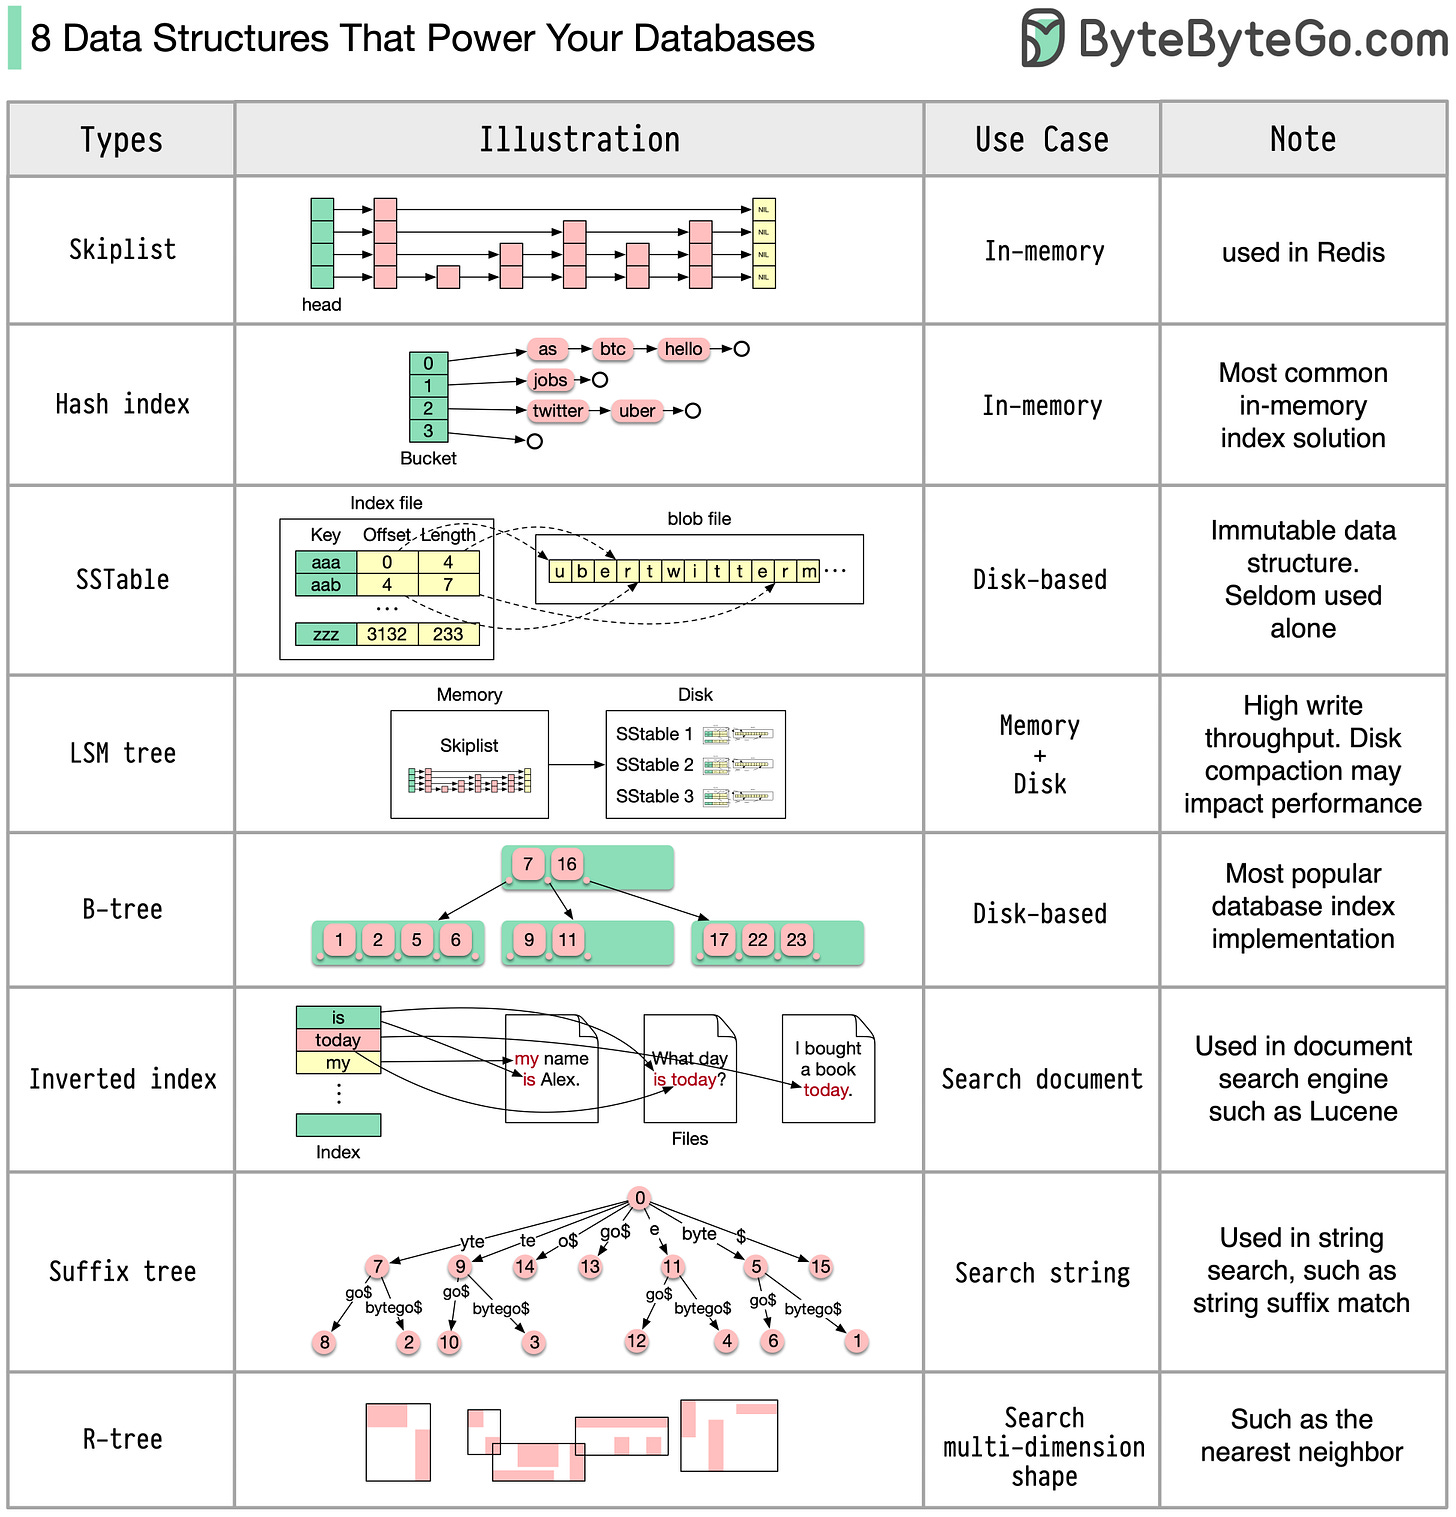 8 Data Structures That Power Your Databases
ByteByteGo.com
Types
Illustration
Use Case
Note
Skiplist
NIL
NIL
NIL
NIL
head
In-memory
used in Redis
Hash index
0
1
2
3
Bucket
as
btc
hello
jobs
twitter
uber
In-memory
Most common
in-memory
index solution
SSTable
Index file
Key Offset Length
aaa 0 4
aab 4 7
...
zzz 3132 233
blob file
u b e r t w i t t e r m ...
Disk-based
Immutable data
structure.
Seldom used
alone
LSM tree
Memory
Skiplist
Disk
SStable 1
SStable 2
SStable 3
Memory
+
Disk
High write
throughput. Disk
compaction may
impact performance
B-tree
7 16
1 2 5 6
9 11
17 22 23
Disk-based
Most popular
database index
implementation
Inverted index
is
today
my
Index
my name
is Alex.
What day
is today?
I bought
a book
today.
Files
Search document
Used in document
search engine
such as Lucene
Suffix tree
0
yte te o$ go$ e byte $
7 9 14 13 11 5 15
go$ bytego$ go$ bytego$ go$ bytego$ go$ bytego$
8 2 10 3 12 4 6 1
Search string
Used in string
search, such as
string suffix match
R-tree
Search
multi-dimension
shape
Such as the
nearest neighbor